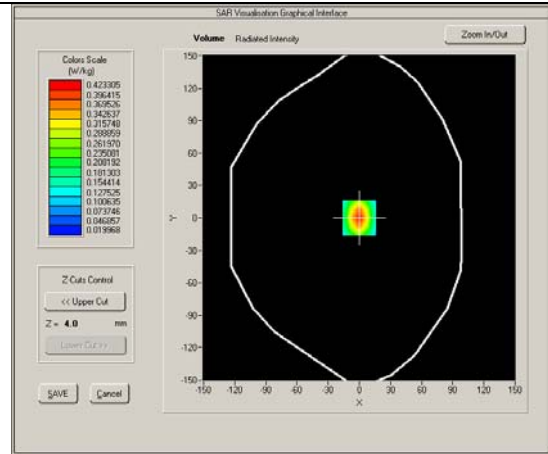 SAR Visualisation Graphical Interface
Volume Radiated Intensity
Zoom In/Out
Colors Scale
(W/kg)
0.423305
0.396415
0.369526
0.342637
0.315748
0.288859
0.261970
0.235081
0.208192
0.181303
0.154414
0.127525
0.100635
0.073746
0.046857
0.019968
Z Cuts Control
<< Upper Cut
Z = 4.0 mm
SAVE Cancel
150
120
90
60
30
0
-30
-60
-90
-120
-150
Y
-150 -120 -90 -60 -30 0 30 60 90 120 150
X